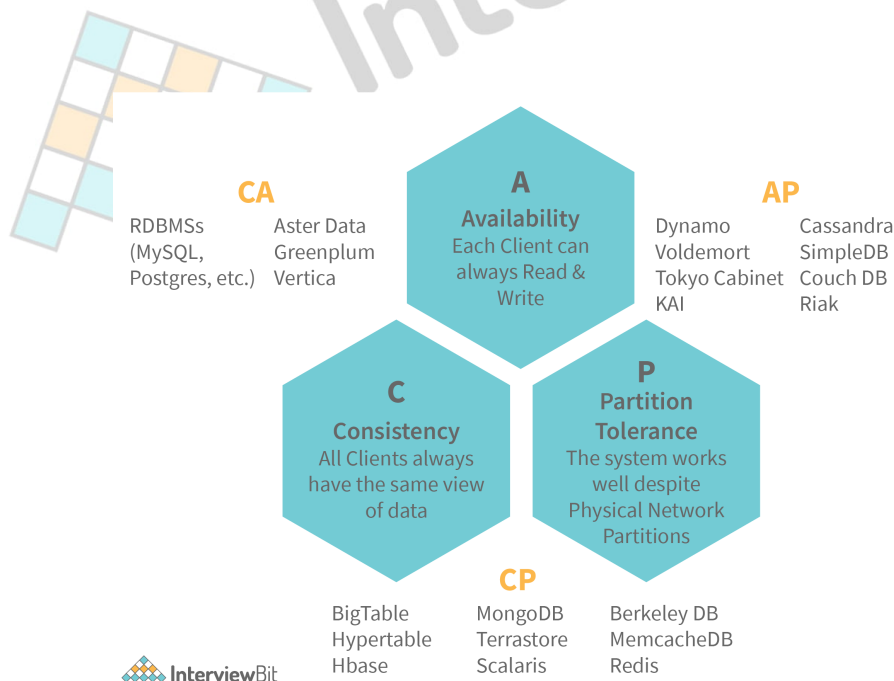 Inte
A
Availability
Each Client can
always Read &
Write
CA
RDBMSs
(MySQL,
Postgres, etc.)
Aster Data
Greenplum
Vertica
AP
Dynamo
Voldemort
Tokyo Cabinet
KAI
Cassandra
SimpleDB
Couch DB
Riak
C
Consistency
All Clients always
have the same view
of data
P
Partition
Tolerance
The system works
well despite
Physical Network
Partitions
CP
BigTable
Hypertable
Hbase
MongoDB
Terrastore
Scalaris
Berkeley DB
MemcacheDB
Redis
InterviewBit